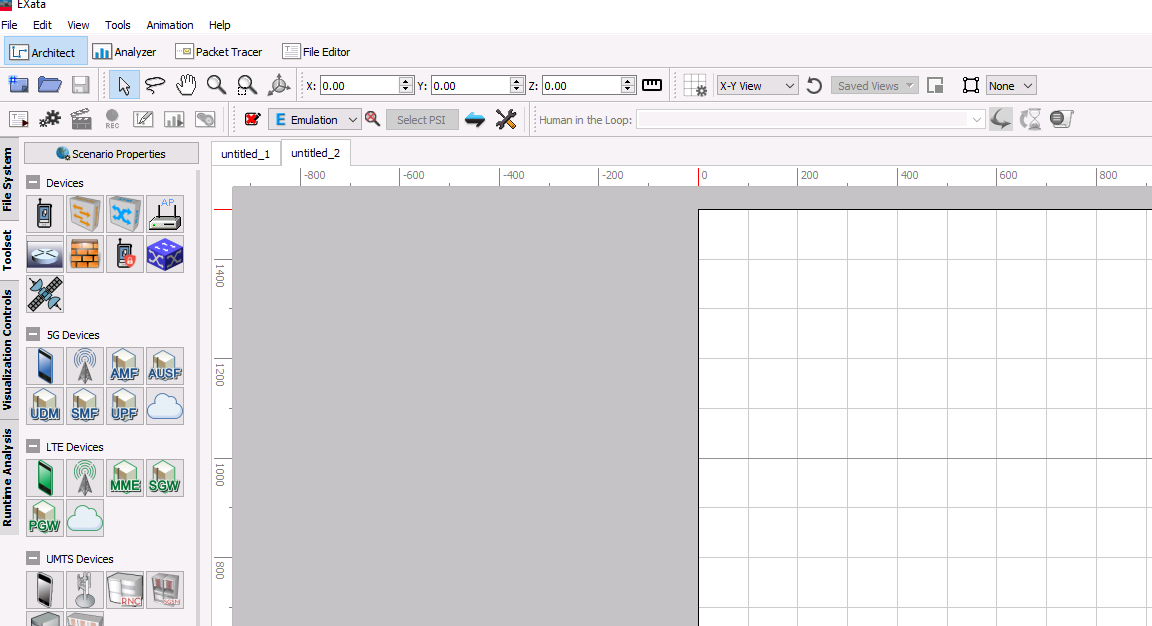 EXata
File Edit View Tools Animation Help
Architect Analyzer Packet Tracer File Editor
X: 0.00 Y: 0.00 Z: 0.00 X-Y View Saved Views None
REC E Emulation Select PSI Human in the Loop:
File System
Toolset
Visualization Controls
Runtime Analysis
Scenario Properties
untitled_1 untitled_2
-800 -600 -400 -200 0 200 400 600 800
1400
1200
1000
800
Devices
AP
5G Devices
AMF AUSF
UDM SMF UPF
LTE Devices
MME SGW
PGW
UMTS Devices
RNC